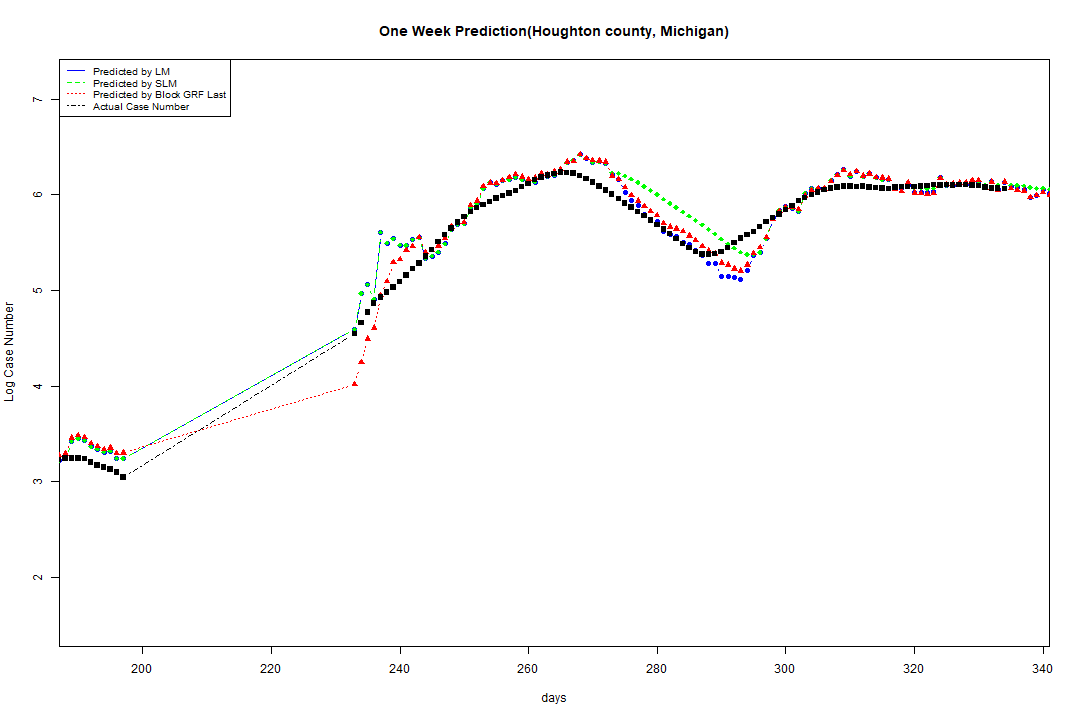 One Week Prediction(Houghton county, Michigan)
Predicted by LM
Predicted by SLM
Predicted by Block GRF Last
Actual Case Number
7
6
5
4
3
2
Log Case Number
200 220 240 260 280 300 320 340
days